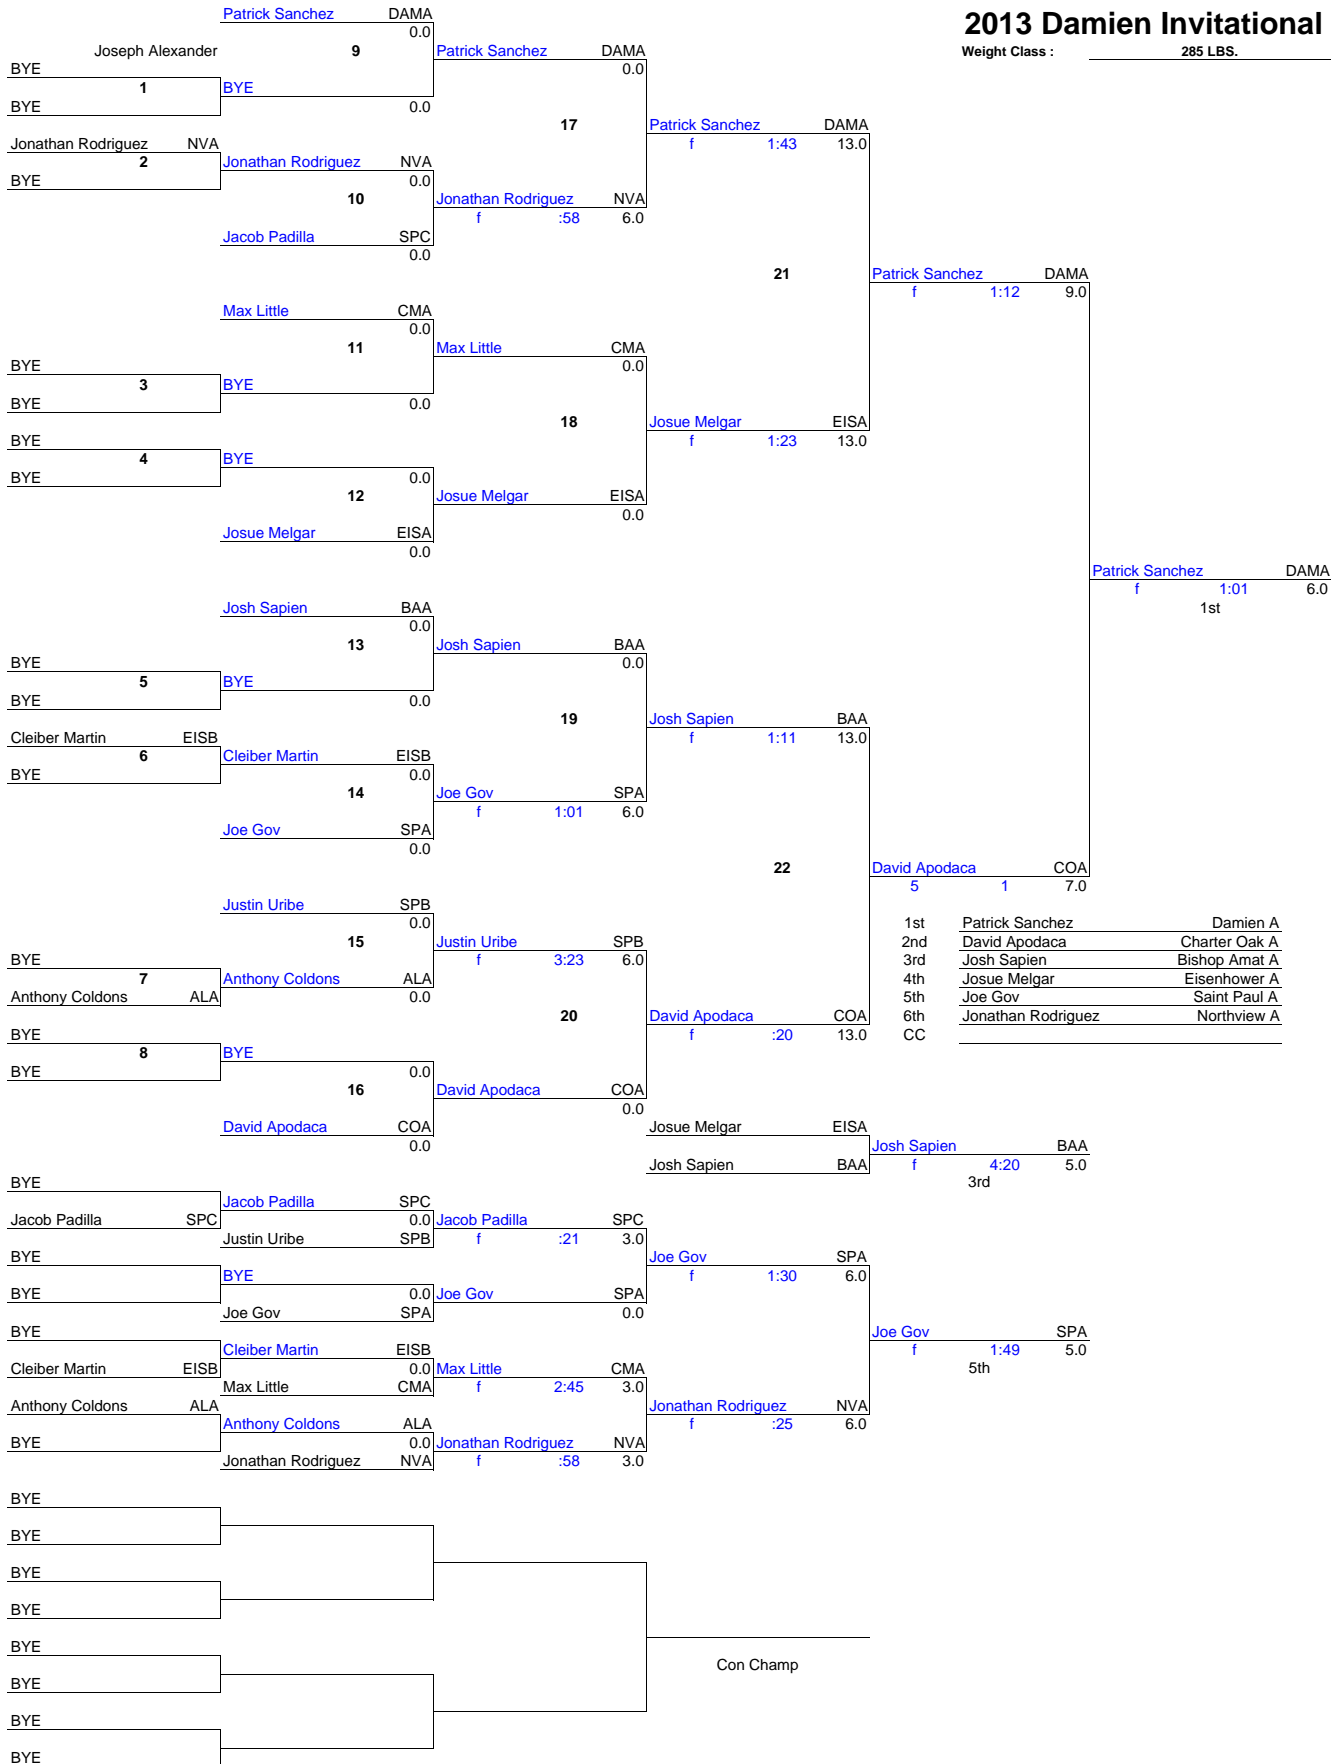 Patrick Sanchez DAMA
2013 Damien Invitational
0.0
Joseph Alexander 9 Patrick Sanchez DAMA
Weight Class : 285 LBS.
BYE 0.0
1 BYE
BYE 0.0
17 Patrick Sanchez DAMA
Jonathan Rodriguez NVA f 1:43 13.0
2 Jonathan Rodriguez NVA
BYE 0.0
10 Jonathan Rodriguez NVA
f :58 6.0
Jacob Padilla SPC
0.0
21 Patrick Sanchez DAMA
f 1:12 9.0
Max Little CMA
0.0
11 Max Little CMA
BYE 0.0
3 BYE
BYE 0.0
18 Josue Melgar EISA
BYE f 1:23 13.0
4 BYE
BYE 0.0
12 Josue Melgar EISA
0.0
Josue Melgar EISA
0.0
Patrick Sanchez DAMA
f 1:01 6.0
Josh Sapien BAA 1st
0.0
13 Josh Sapien BAA
BYE 0.0
5 BYE
BYE 0.0
19 Josh Sapien BAA
Cleiber Martin EISB f 1:11 13.0
6 Cleiber Martin EISB
BYE 0.0
14 Joe Gov SPA
f 1:01 6.0
Joe Gov SPA
0.0
22 David Apodaca COA
5 1 7.0
Justin Uribe SPB
0.0
1st Patrick Sanchez Damien A
15 Justin Uribe SPB
2nd David Apodaca Charter Oak A
BYE f 3:23 6.0
3rd Josh Sapien Bishop Amat A
7 Anthony Coldons ALA
4th Josue Melgar Eisenhower A
Anthony Coldons ALA 0.0
5th Joe Gov Saint Paul A
20 David Apodaca COA
6th Jonathan Rodriguez Northview A
BYE f :20 13.0
CC
8 BYE
BYE 0.0
16 David Apodaca COA
0.0
David Apodaca COA
Josue Melgar EISA
0.0
Josh Sapien BAA
Josh Sapien BAA f 4:20 5.0
BYE 3rd
Jacob Padilla SPC
Jacob Padilla SPC 0.0 Jacob Padilla SPC
Justin Uribe SPB f :21 3.0
BYE Joe Gov SPA
BYE f 1:30 6.0
BYE 0.0 Joe Gov SPA
Joe Gov SPA 0.0
BYE Joe Gov SPA
Cleiber Martin EISB f 1:49 5.0
Cleiber Martin EISB 0.0 Max Little CMA 5th
Max Little CMA f 2:45 3.0
Anthony Coldons ALA Jonathan Rodriguez NVA
Anthony Coldons ALA f :25 6.0
BYE 0.0 Jonathan Rodriguez NVA
Jonathan Rodriguez NVA f :58 3.0
BYE
BYE
BYE
BYE
BYE
Con Champ
BYE
BYE
BYE